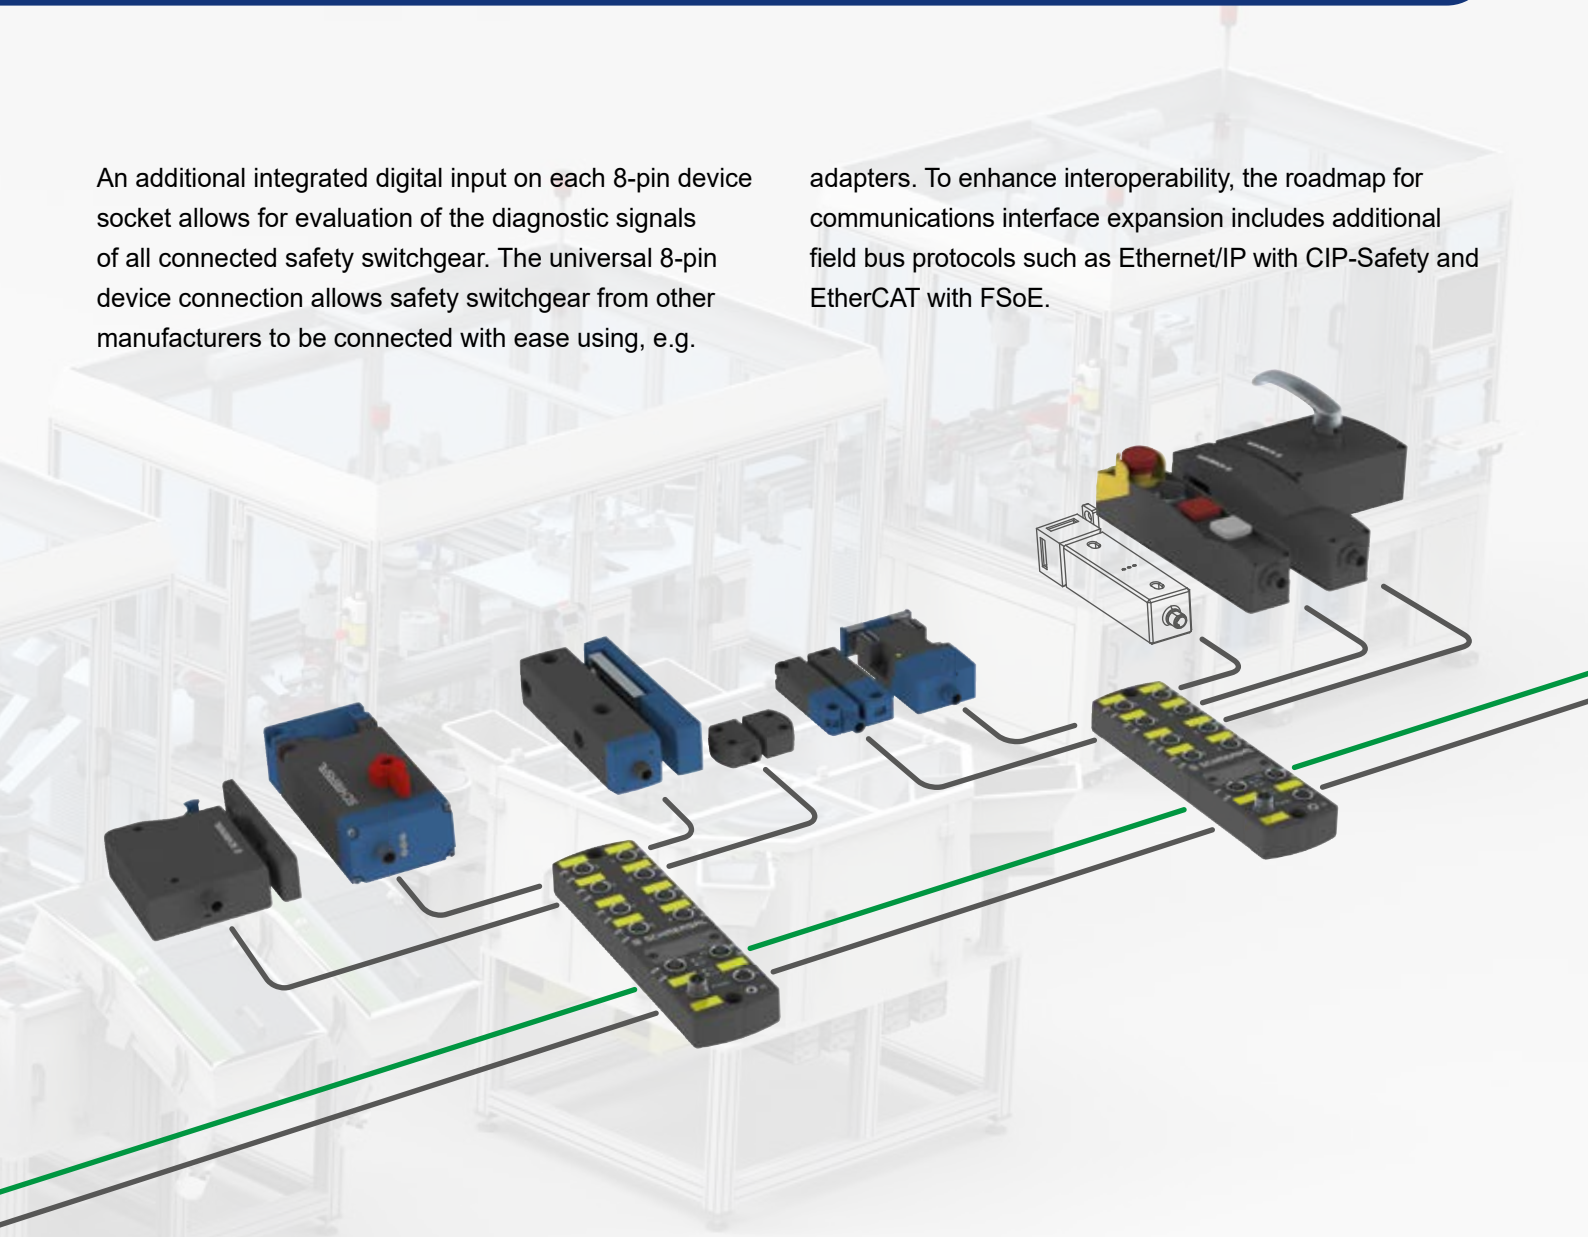 An additional integrated digital input on each 8-pin device
socket allows for evaluation of the diagnostic signals
of all connected safety switchgear. The universal 8-pin
device connection allows safety switchgear from other
manufacturers to be connected with ease using, e.g.
adapters. To enhance interoperability, the roadmap for
communications interface expansion includes additional
field bus protocols such as Ethernet/IP with CIP-Safety and
EtherCAT with FSoE.
SCHMERSAL
SCHMERSAL
SCHMERSAL